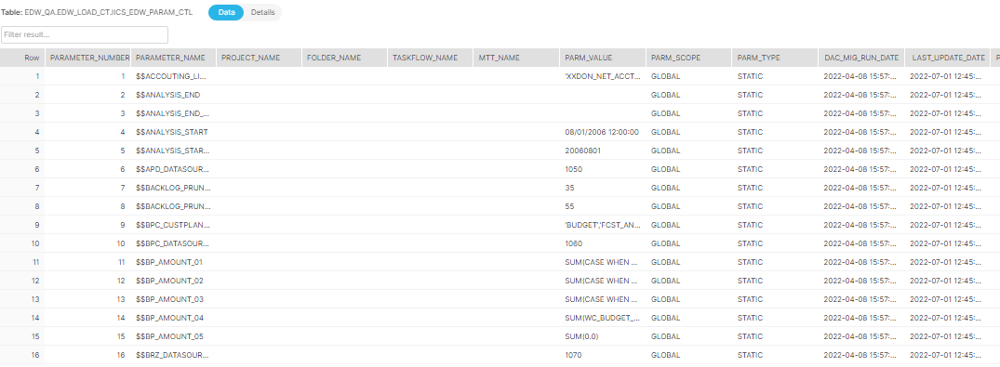 Table: EDW_QA.EDW_LOAD_CT.IICS_EDW_PARAM_CTL Data Details
Filter result...
Row PARAMETER_NUMBER PARAMETER_NAME PROJECT_NAME FOLDER_NAME TASKFLOW_NAME MTT_NAME PARM_VALUE PARM_SCOPE PARM_TYPE DAC_MIG_RUN_DATE LAST_UPDATE_DATE P
1 1 $$ACCOUTING_LI... 'XXDON_NET_ACCT... GLOBAL STATIC 2022-04-08 15:57:... 2022-07-01 12:45:...
2 2 $$ANALYSIS_END GLOBAL STATIC 2022-04-08 15:57:... 2022-07-01 12:45:...
3 3 $$ANALYSIS_END_... GLOBAL STATIC 2022-04-08 15:57:... 2022-07-01 12:45:...
4 4 $$ANALYSIS_START 08/01/2006 12:00:00 GLOBAL STATIC 2022-04-08 15:57:... 2022-07-01 12:45:...
5 5 $$ANALYSIS_STAR... 20060801 GLOBAL STATIC 2022-04-08 15:57:... 2022-07-01 12:45:...
6 6 $$APD_DATASOUR... 1050 GLOBAL STATIC 2022-04-08 15:57:... 2022-07-01 12:45:...
7 7 $$BACKLOG_PRUN... 35 GLOBAL STATIC 2022-04-08 15:57:... 2022-07-01 12:45:...
8 8 $$BACKLOG_PRUN... 55 GLOBAL STATIC 2022-04-08 15:57:... 2022-07-01 12:45:...
9 9 $$BPC_CUSTPLAN... 'BUDGET','FCST_AN... GLOBAL STATIC 2022-04-08 15:57:... 2022-07-01 12:45:...
10 10 $$BPC_DATASOUR... 1060 GLOBAL STATIC 2022-04-08 15:57:... 2022-07-01 12:45:...
11 11 $$BP_AMOUNT_01 SUM(CASE WHEN ... GLOBAL STATIC 2022-04-08 15:57:... 2022-07-01 12:45:...
12 12 $$BP_AMOUNT_02 SUM(CASE WHEN ... GLOBAL STATIC 2022-04-08 15:57:... 2022-07-01 12:45:...
13 13 $$BP_AMOUNT_03 SUM(CASE WHEN ... GLOBAL STATIC 2022-04-08 15:57:... 2022-07-01 12:45:...
14 14 $$BP_AMOUNT_04 SUM(WC_BUDGET_... GLOBAL STATIC 2022-04-08 15:57:... 2022-07-01 12:45:...
15 15 $$BP_AMOUNT_05 SUM(0.0) GLOBAL STATIC 2022-04-08 15:57:... 2022-07-01 12:45:...
16 16 $$BRZ_DATASOUR... 1070 GLOBAL STATIC 2022-04-08 15:57:... 2022-07-01 12:45:...